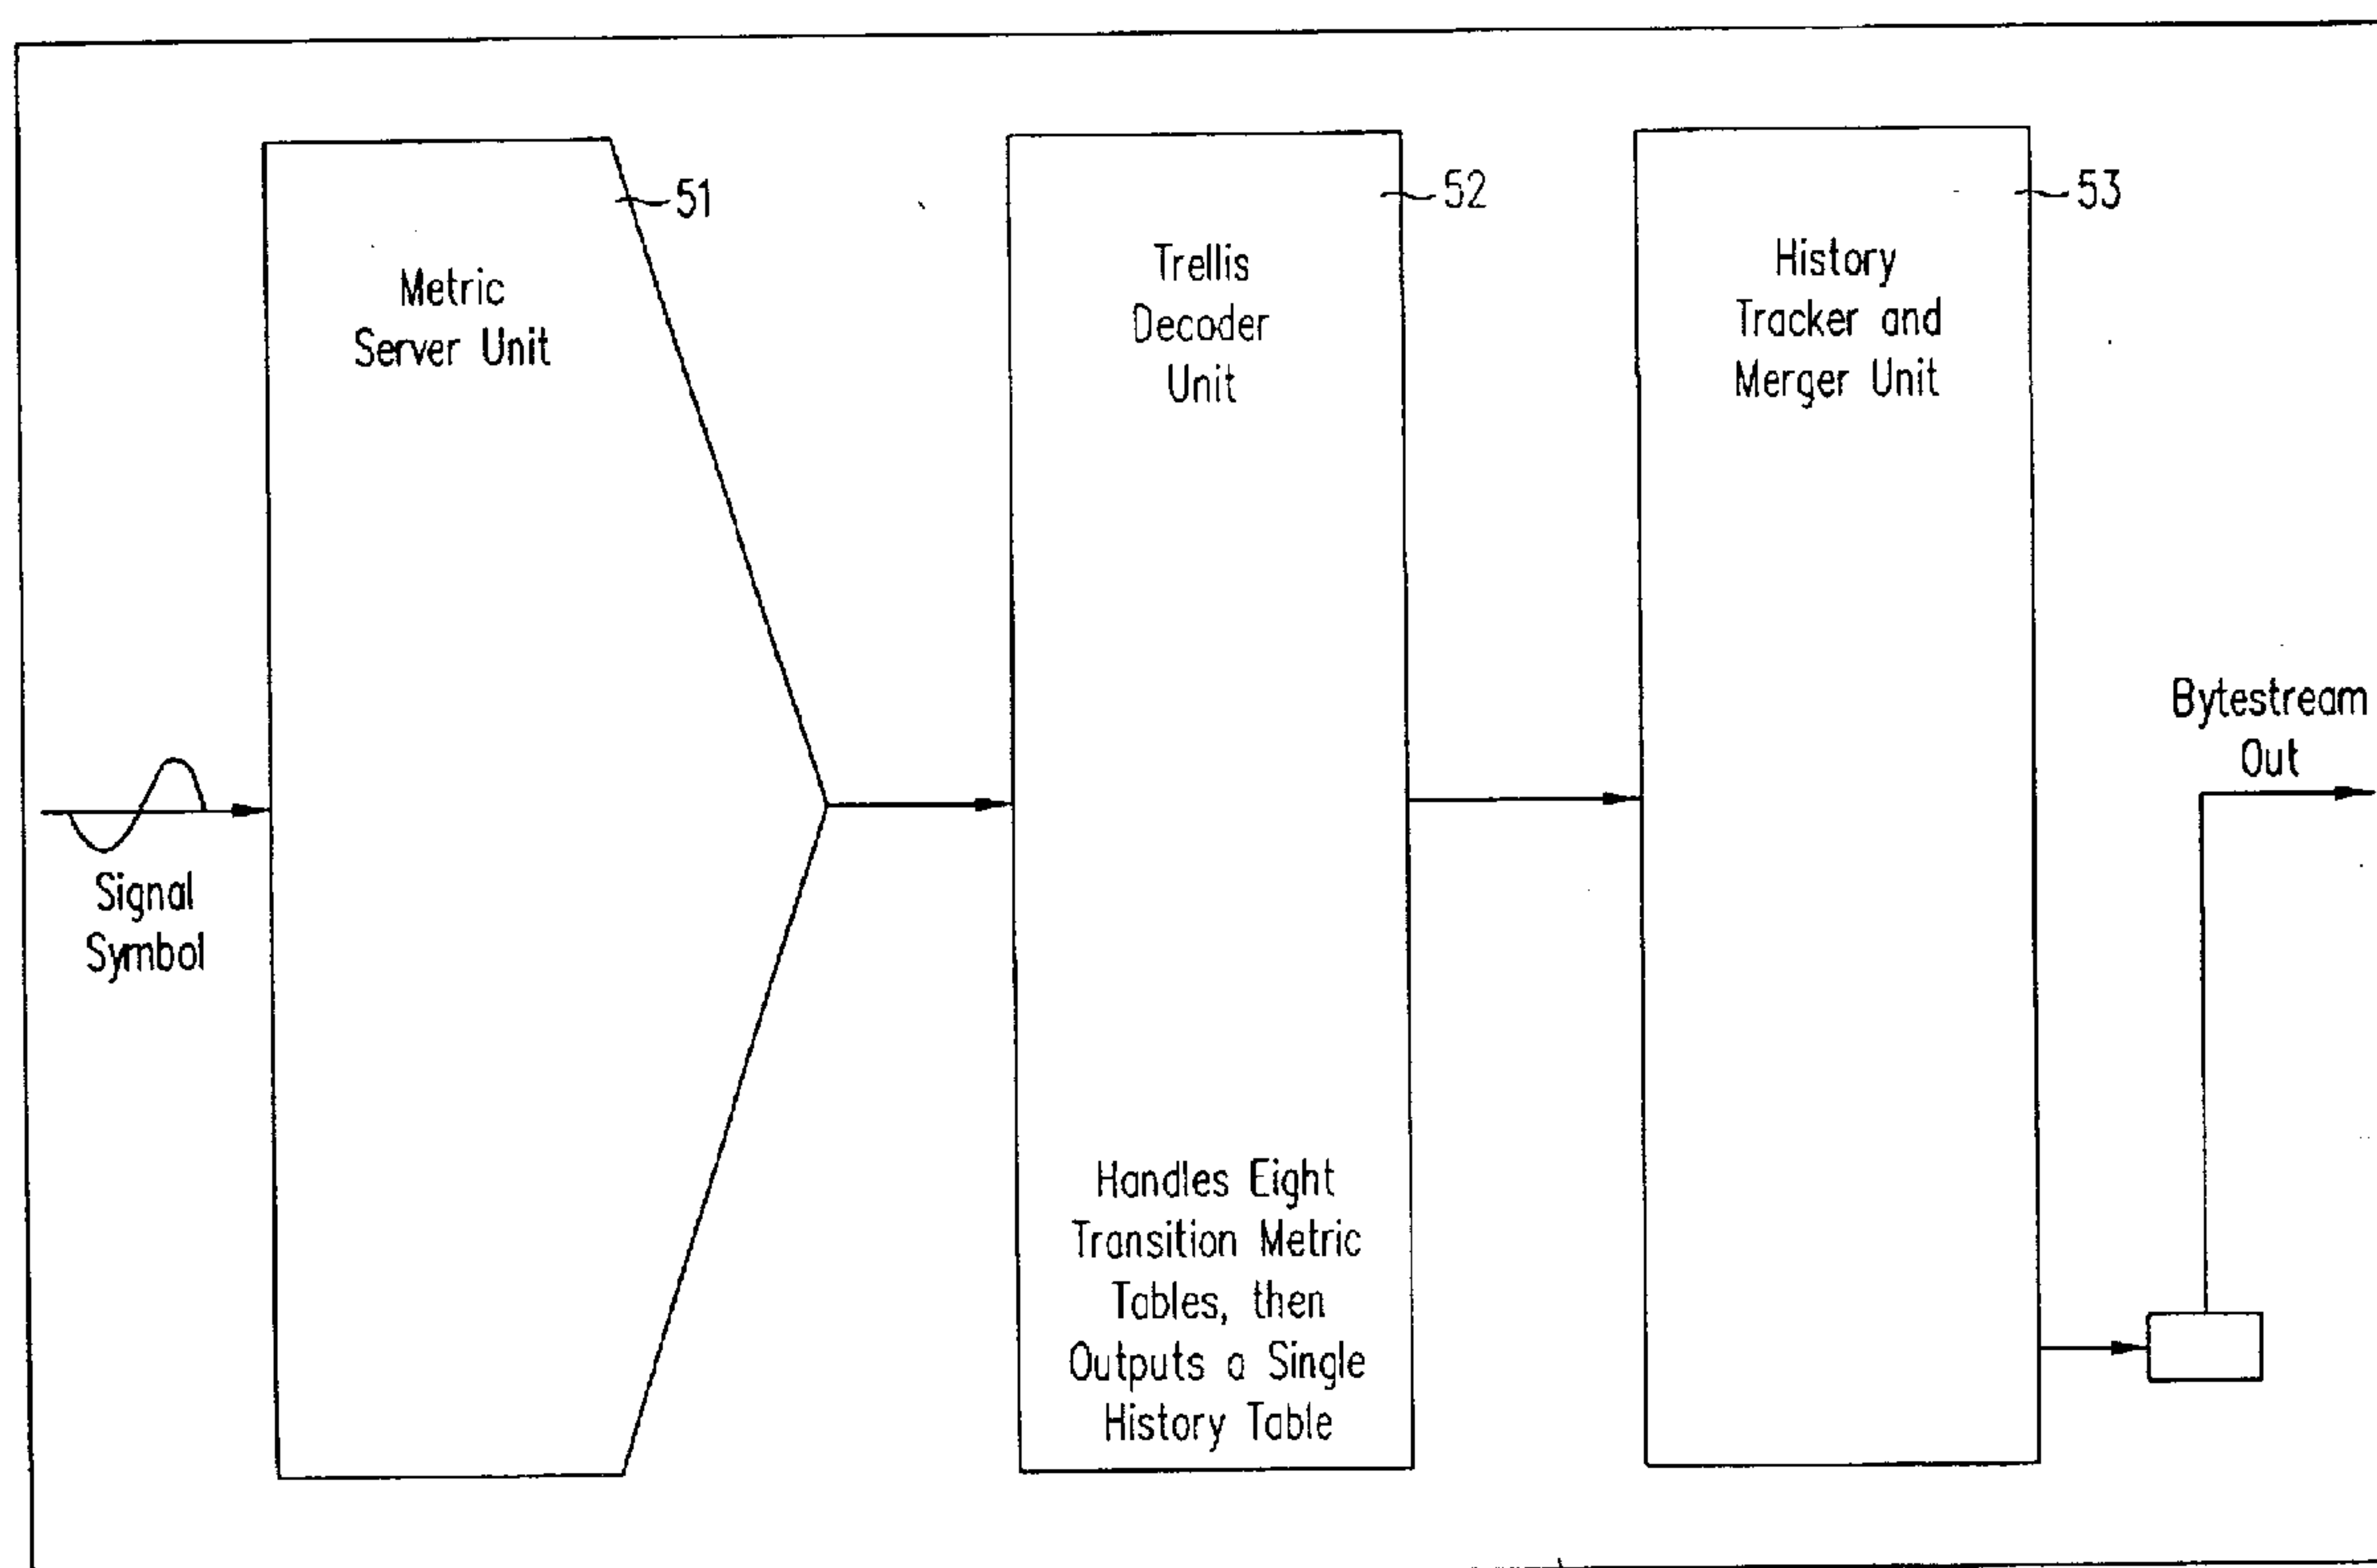 51
Metric
Server Unit
52
Trellis
Decoder
Unit
Handles Eight
Transition Metric
Tables, then
Outputs a Single
History Table
53
History
Tracker and
Merger Unit
Signal
Symbol
Bytestream
Out